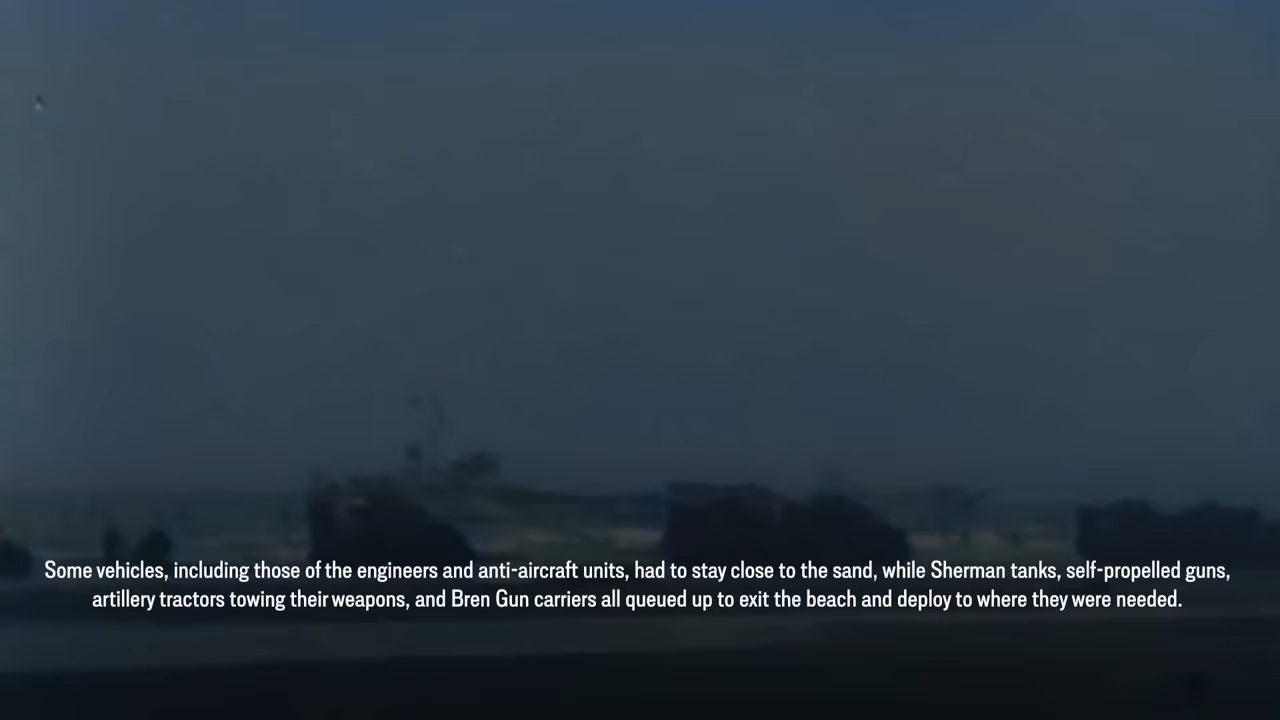 Some vehicles, including those of the engineers and anti-aircraft units, had to stay close to the sand, while Sherman tanks, self-propelled guns,
artillery tractors towing their weapons, and Bren Gun carriers all queued up to exit the beach and deploy to where they were needed.